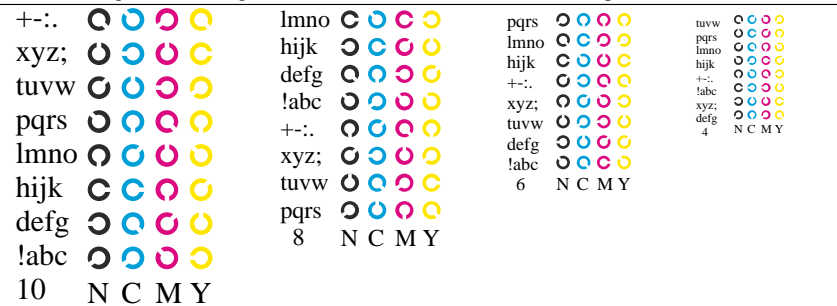 +-:.
xyz;
tuvw
pqrs
lmno
hijk
defg
!abc
10 N C M Y
lmno
hijk
defg
!abc
+-:.
xyz;
tuvw
pqrs
8 N C M Y
pqrs
lmno
hijk
+-:.
xyz;
tuvw
defg
!abc
6 N C M Y
tuvw
pqrs
lmno
hijk
+-:.
!abc
xyz;
defg
4 N C M Y